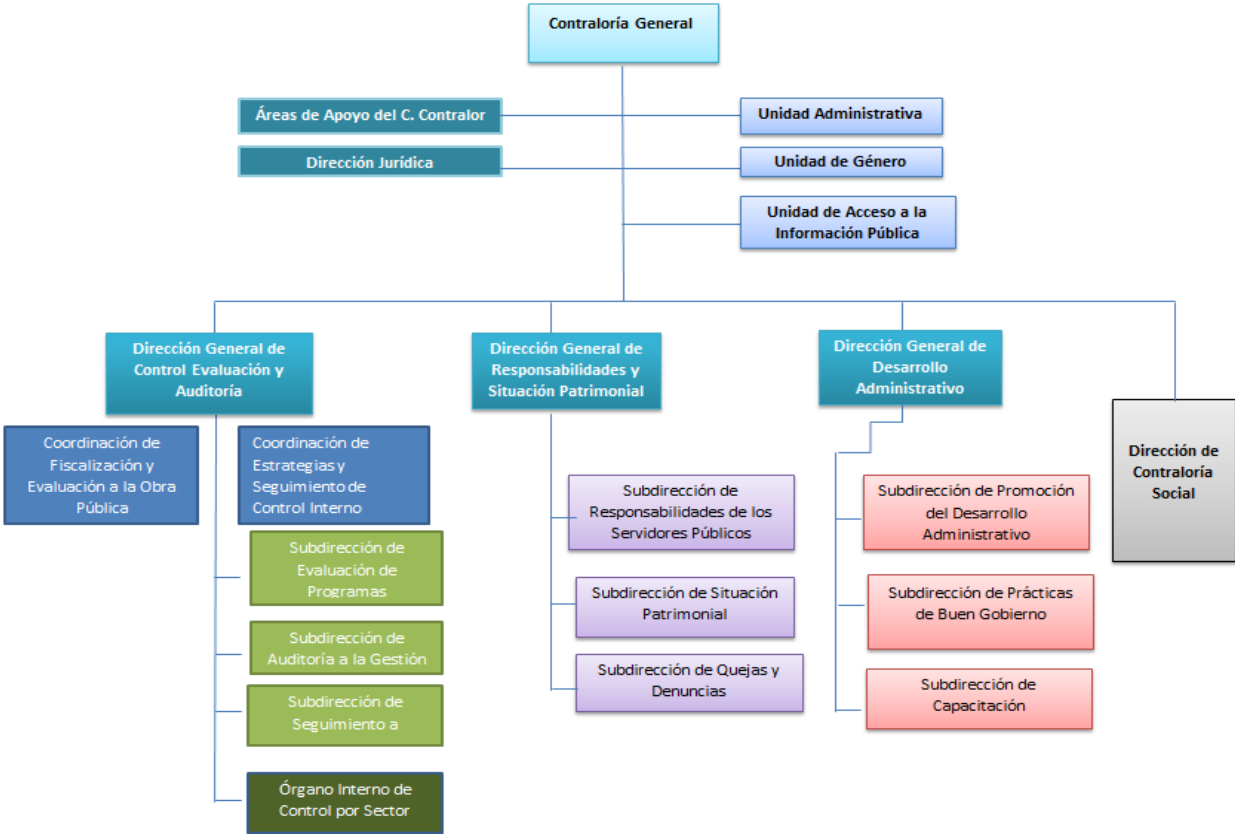 Contraloría General
Áreas de Apoyo del C. Contralor
Unidad Administrativa
Dirección Jurídica
Unidad de Género
Unidad de Acceso a la
Información Pública
Dirección General de
Control Evaluación y
Auditoría
Dirección General de
Responsabilidades y
Situación Patrimonial
Dirección General de
Desarrollo
Administrativo
Dirección de
Contraloría
Social
Coordinación de
Fiscalización y
Evaluación a la Obra
Pública
Coordinación de
Estrategias y
Seguimiento de
Control Interno
Subdirección de
Evaluación de
Programas
Subdirección de
Auditoría a la Gestión
Subdirección de
Seguimiento a
Órgano Interno de
Control por Sector
Subdirección de
Responsabilidades de los
Servidores Públicos
Subdirección de Situación
Patrimonial
Subdirección de Quejas y
Denuncias
Subdirección de Promoción
del Desarrollo
Administrativo
Subdirección de Prácticas
de Buen Gobierno
Subdirección de
Capacitación